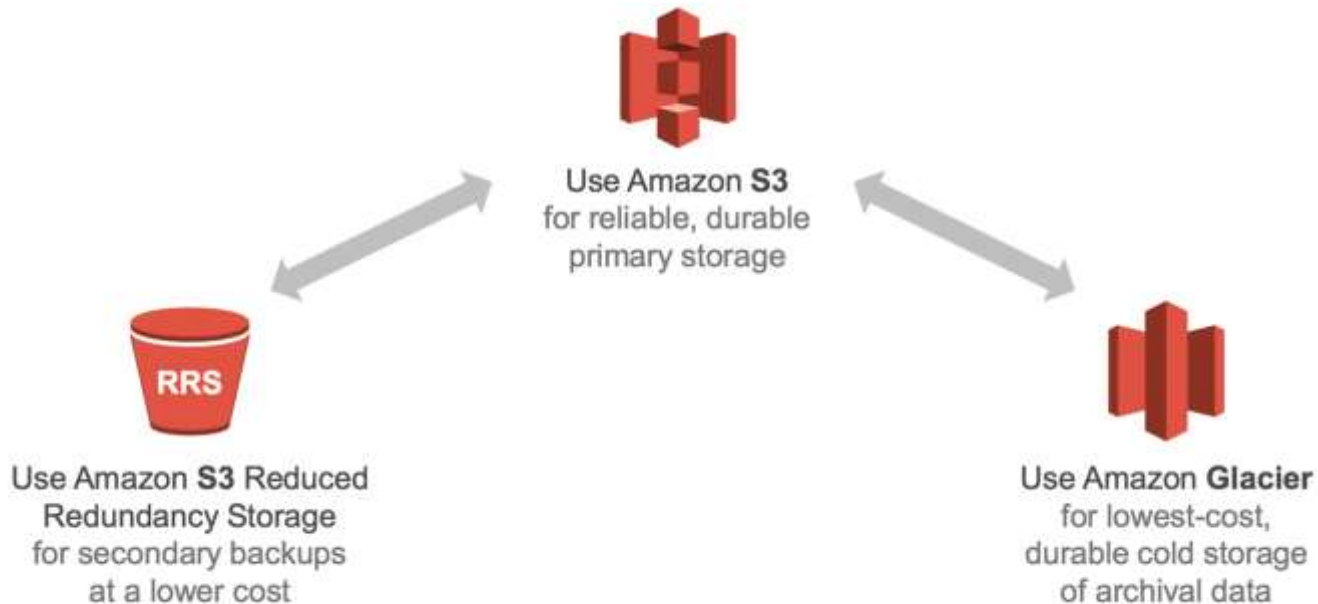 Use Amazon S3
for reliable, durable
primary storage
RRS
Use Amazon S3 Reduced
Redundancy Storage
for secondary backups
at a lower cost
Use Amazon Glacier
for lowest-cost,
durable cold storage
of archival data